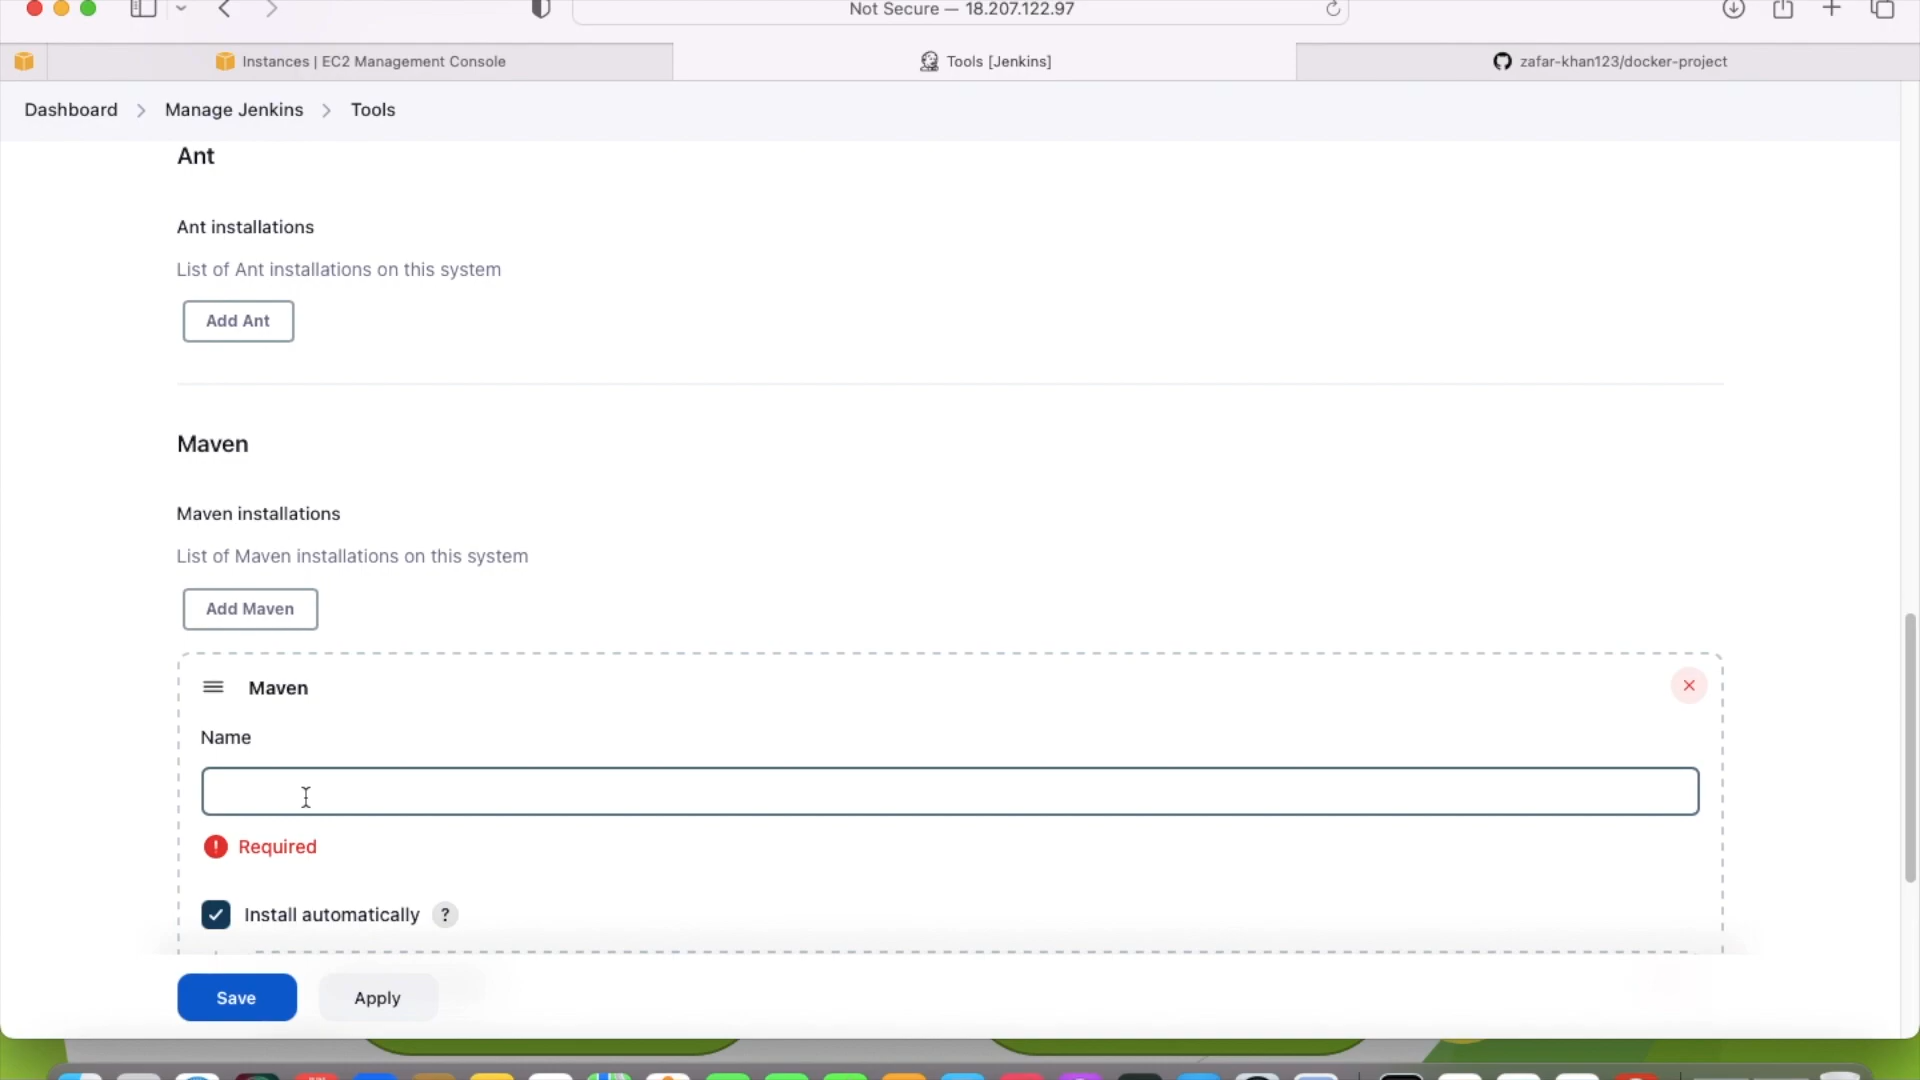 Not Secure — 18.207.122.97
Instances | EC2 Management Console
Tools [Jenkins]
zafar-khan123/docker-project
Dashboard
Manage Jenkins
Tools
Ant
Ant installations
List of Ant installations on this system
Add Ant
Maven
Maven installations
List of Maven installations on this system
Add Maven
Maven
Name
Required
Install automatically ?
Save
Apply